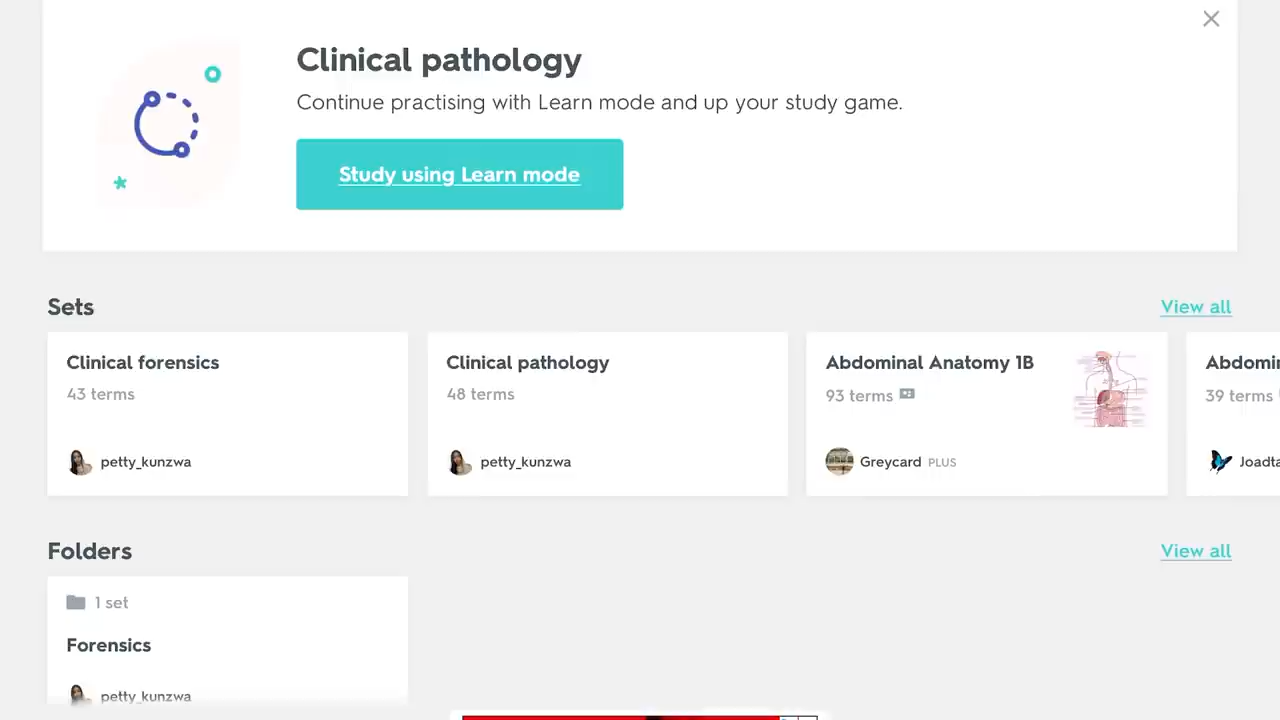 Clinical pathology
Continue practising with Learn mode and up your study game.
Study using Learn mode
Sets
View all
Clinical forensics
43 terms
petty_kunzwa
Clinical pathology
48 terms
petty_kunzwa
Abdominal Anatomy 1B
93 terms
Greycard PLUS
39 terms
Folders
View all
1 set
Forensics
petty_kunzwa